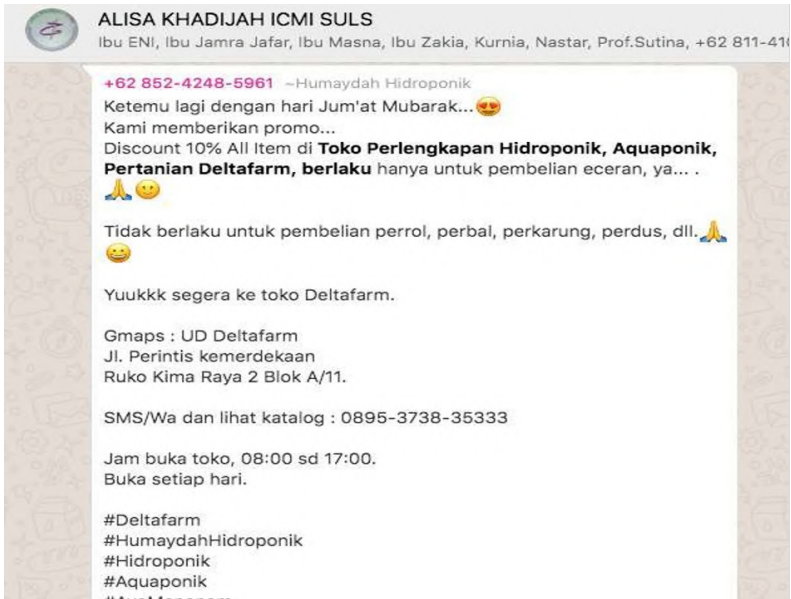 ALISA KHADIJAH ICMI SULS
Ibu ENI, Ibu Jamra Jafar, Ibu Masna, Ibu Zakia, Kurnia, Nastar, Prof.Sutina, +62 811-410
+62 852-4248-5961 ~Humaydah Hidroponik
Ketemu lagi dengan hari Jum'at Mubarak...😍
Kami memberikan promo...
Discount 10% All Item di Toko Perlengkapan Hidroponik, Aquaponik,
Pertanian Deltafarm, berlaku hanya untuk pembelian eceran, ya... .
🙏🙂
Tidak berlaku untuk pembelian perrol, perbal, perkarung, perdus, dll.🙏
😀
Yuukkk segera ke toko Deltafarm.
Gmaps : UD Deltafarm
Jl. Perintis kemerdekaan
Ruko Kima Raya 2 Blok A/11.
SMS/Wa dan lihat katalog : 0895-3738-35333
Jam buka toko, 08:00 sd 17:00.
Buka setiap hari.
#Deltafarm
#HumaydahHidroponik
#Hidroponik
#Aquaponik